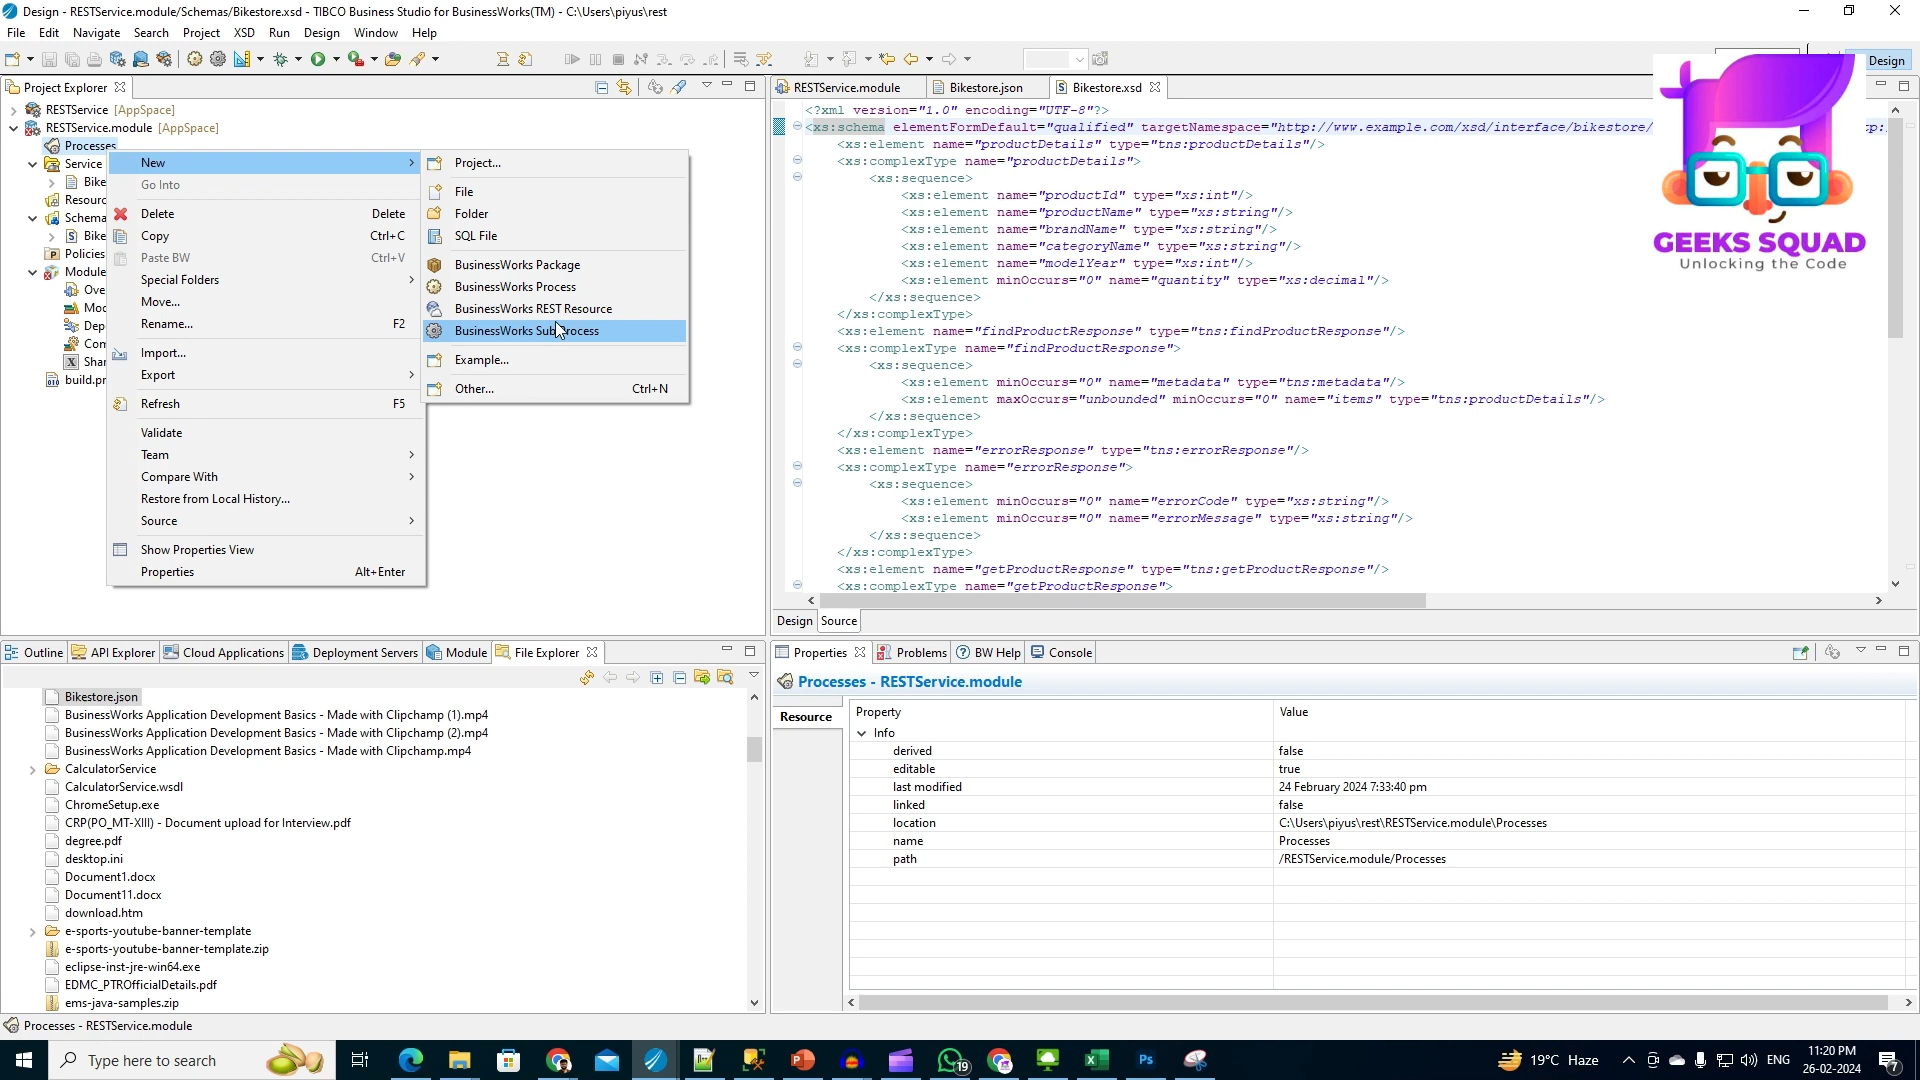 Design - RESTService.module/Schemas/Bikestore.xsd - TIBCO Business Studio for BusinessWorks(TM) - C:\Users\piyus\rest
File Edit Navigate Search Project XSD Run Design Window Help
Design
Project Explorer
RESTService [AppSpace]
RESTService.module [AppSpace]
Processes
Service
Bike
Resourc
Schema
Bike
Policies
Module
Ove
Moc
Dep
Con
Shar
build.pr
New
Go Into
Delete Delete
Copy Ctrl+C
Paste BW Ctrl+V
Special Folders
Move...
Rename... F2
Import...
Export
Refresh F5
Validate
Team
Compare With
Restore from Local History...
Source
Show Properties View
Properties Alt+Enter
Project...
File
Folder
SQL File
BusinessWorks Package
BusinessWorks Process
BusinessWorks REST Resource
BusinessWorks Sub Process
Example...
Other... Ctrl+N
RESTService.module Bikestore.json Bikestore.xsd
<?xml version="1.0" encoding="UTF-8"?>
<xs:schema elementFormDefault="qualified" targetNamespace="http://www.example.com/xsd/interface/bikestore/
<xs:element name="productDetails" type="tns:productDetails"/>
<xs:complexType name="productDetails">
<xs:sequence>
<xs:element name="productId" type="xs:int"/>
<xs:element name="productName" type="xs:string"/>
<xs:element name="brandName" type="xs:string"/>
<xs:element name="categoryName" type="xs:string"/>
<xs:element name="modelYear" type="xs:int"/>
<xs:element minOccurs="0" name="quantity" type="xs:decimal"/>
</xs:sequence>
</xs:complexType>
<xs:element name="findProductResponse" type="tns:findProductResponse"/>
<xs:complexType name="findProductResponse">
<xs:sequence>
<xs:element minOccurs="0" name="metadata" type="tns:metadata"/>
<xs:element maxOccurs="unbounded" minOccurs="0" name="items" type="tns:productDetails"/>
</xs:sequence>
</xs:complexType>
<xs:element name="errorResponse" type="tns:errorResponse"/>
<xs:complexType name="errorResponse">
<xs:sequence>
<xs:element minOccurs="0" name="errorCode" type="xs:string"/>
<xs:element minOccurs="0" name="errorMessage" type="xs:string"/>
</xs:sequence>
</xs:complexType>
<xs:element name="getProductResponse" type="tns:getProductResponse"/>
<xs:complexType name="getProductResponse">
Design Source
GEEKS SQUAD
Unlocking the Code
Outline API Explorer Cloud Applications Deployment Servers Module File Explorer
Bikestore.json
BusinessWorks Application Development Basics - Made with Clipchamp (1).mp4
BusinessWorks Application Development Basics - Made with Clipchamp (2).mp4
BusinessWorks Application Development Basics - Made with Clipchamp.mp4
CalculatorService
CalculatorService.wsdl
ChromeSetup.exe
CRP(PO_MT-XIII) - Document upload for Interview.pdf
degree.pdf
desktop.ini
Document1.docx
Document11.docx
download.htm
e-sports-youtube-banner-template
e-sports-youtube-banner-template.zip
eclipse-inst-jre-win64.exe
EDMC_PTROfficialDetails.pdf
ems-java-samples.zip
Properties Problems BW Help Console
Processes - RESTService.module
Resource
Property Value
Info
derived false
editable true
last modified 24 February 2024 7:33:40 pm
linked false
location C:\Users\piyus\rest\RESTService.module\Processes
name Processes
path /RESTService.module/Processes
Processes - RESTService.module
Type here to search
19
Ps
19°C Haze
ENG
11:20 PM
26-02-2024
7